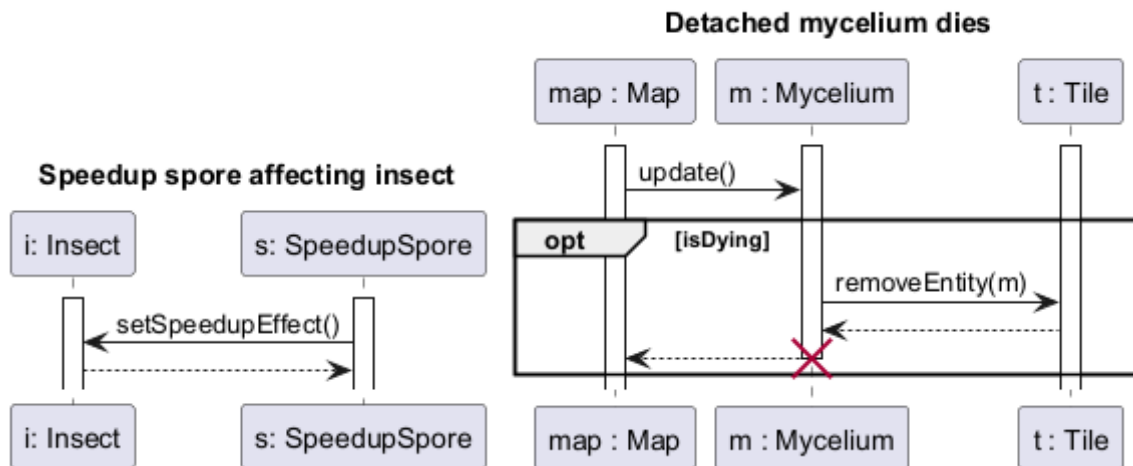 Speedup spore affecting insect
i: Insect
s: SpeedupSpore
setSpeedupEffect()
i: Insect
s: SpeedupSpore
Detached mycelium dies
map : Map
m : Mycelium
t : Tile
update()
opt
[isDying]
removeEntity(m)
map : Map
m : Mycelium
t : Tile